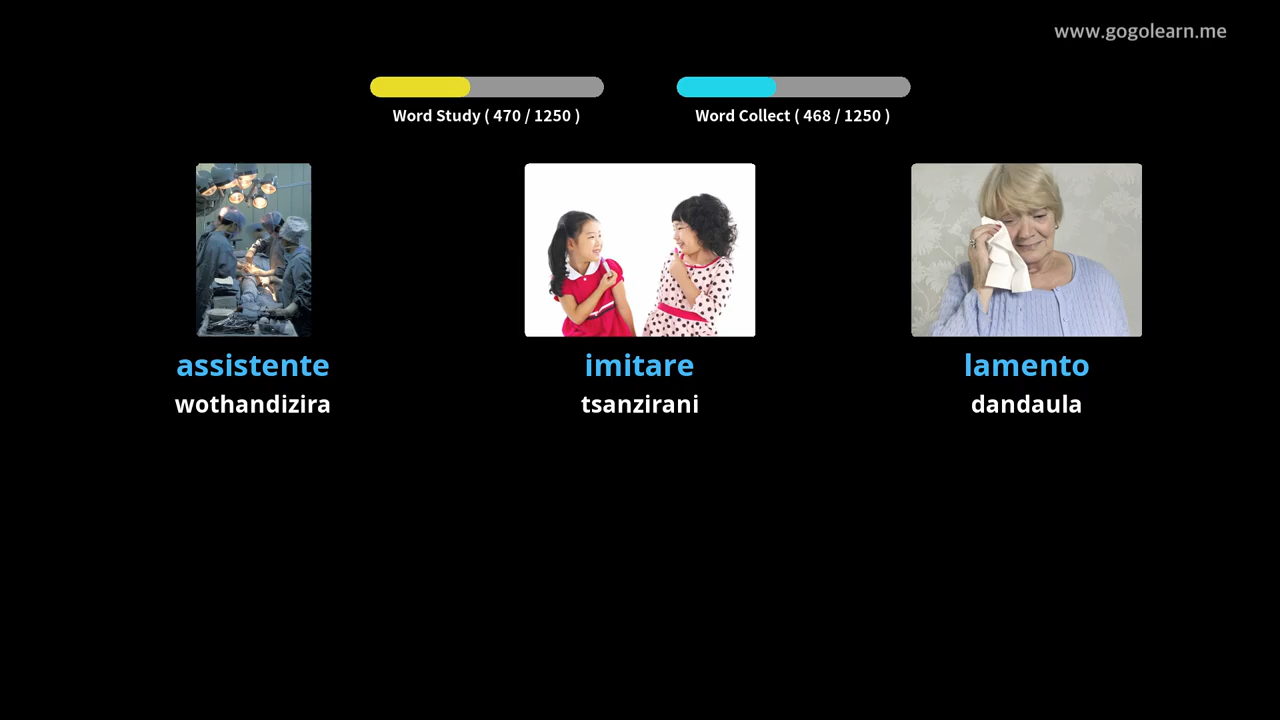 www.gogolearn.me
Word Study ( 470 / 1250 )
Word Collect ( 468 / 1250 )
assistente
wothandizira
imitare
tsanzirani
lamento
dandaula